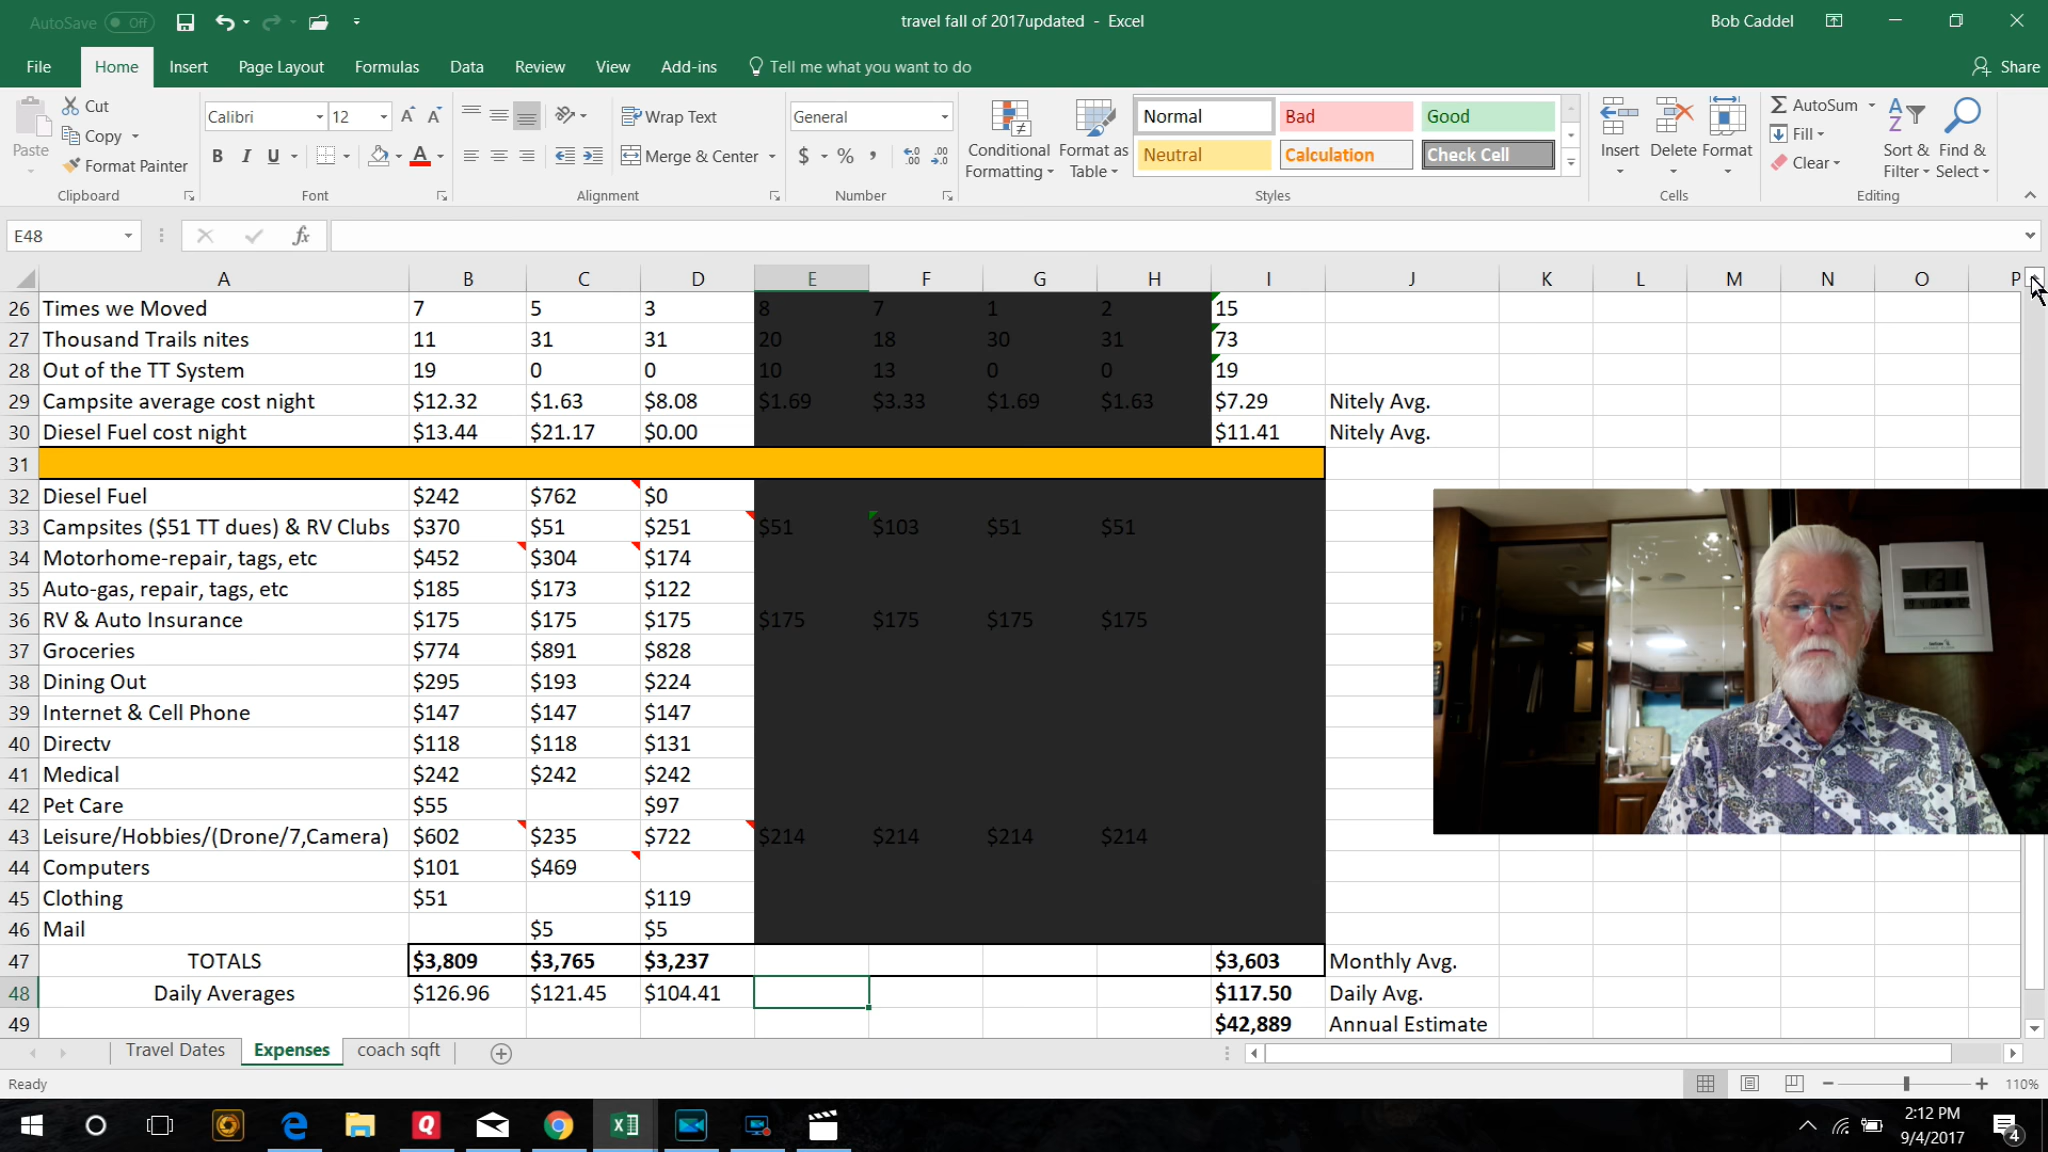 AutoSave Off
travel fall of 2017updated - Excel
Bob Caddel
File Home Insert Page Layout Formulas Data Review View Add-ins Tell me what you want to do Share
Paste Cut Copy Format Painter Clipboard
Calibri 12 B I U A Font
Wrap Text Merge & Center Alignment
General $ % , Number
Conditional Formatting Format as Table
Normal Bad Good
Neutral Calculation Check Cell
Styles
Insert Delete Format Cells
AutoSum Fill Clear Sort & Filter Find & Select Editing
E48 fx
A B C D E F G H I J K L M N O P
26 Times we Moved 7 5 3 8 7 1 2 15
27 Thousand Trails nites 11 31 31 20 18 30 31 73
28 Out of the TT System 19 0 0 10 13 0 0 19
29 Campsite average cost night $12.32 $1.63 $8.08 $1.69 $3.33 $1.69 $1.63 $7.29 Nitely Avg.
30 Diesel Fuel cost night $13.44 $21.17 $0.00 $11.41 Nitely Avg.
31
32 Diesel Fuel $242 $762 $0
33 Campsites ($51 TT dues) & RV Clubs $370 $51 $251 $51 $103 $51 $51
34 Motorhome-repair, tags, etc $452 $304 $174
35 Auto-gas, repair, tags, etc $185 $173 $122
36 RV & Auto Insurance $175 $175 $175 $175 $175 $175 $175
37 Groceries $774 $891 $828
38 Dining Out $295 $193 $224
39 Internet & Cell Phone $147 $147 $147
40 Directv $118 $118 $131
41 Medical $242 $242 $242
42 Pet Care $55 $97
43 Leisure/Hobbies/(Drone/7,Camera) $602 $235 $722 $214 $214 $214 $214
44 Computers $101 $469
45 Clothing $51 $119
46 Mail $5 $5
47 TOTALS $3,809 $3,765 $3,237 $3,603 Monthly Avg.
48 Daily Averages $126.96 $121.45 $104.41 $117.50 Daily Avg.
49 $42,889 Annual Estimate
Travel Dates Expenses coach sqft
Ready 110%
2:12 PM
9/4/2017
4